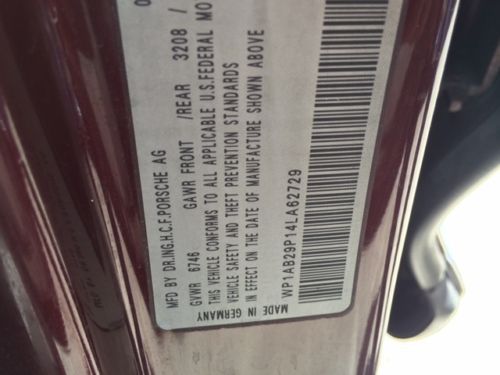 MFD BY DR.ING.H.C.F.PORSCHE AG
GVWR 6746 GAWR FRONT /REAR 3208 /
THIS VEHICLE CONFORMS TO ALL APPLICABLE U.S.FEDERAL MO
SAFETY AND THEFT PREVENTION STANDARDS
IN EFFECT ON THE DATE OF MANUFACTURE SHOWN ABOVE
WP1AB29P14LA62729
MADE IN GERMANY